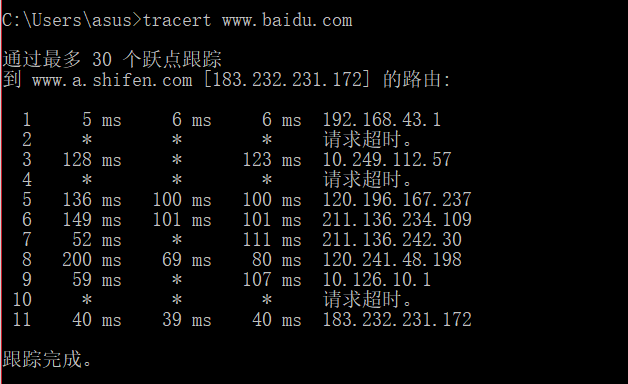 C:\Users\asus>tracert www.baidu.com
通过最多 30 个跃点跟踪
到 www.a.shifen.com [183.232.231.172] 的路由:
1 5 ms 6 ms 6 ms 192.168.43.1
2 * * * 请求超时。
3 128 ms * 123 ms 10.249.112.57
4 * * * 请求超时。
5 136 ms 100 ms 100 ms 120.196.167.237
6 149 ms 101 ms 101 ms 211.136.234.109
7 52 ms * 111 ms 211.136.242.30
8 200 ms 69 ms 80 ms 120.241.48.198
9 59 ms * 107 ms 10.126.10.1
10 * * * 请求超时。
11 40 ms 39 ms 40 ms 183.232.231.172
跟踪完成。